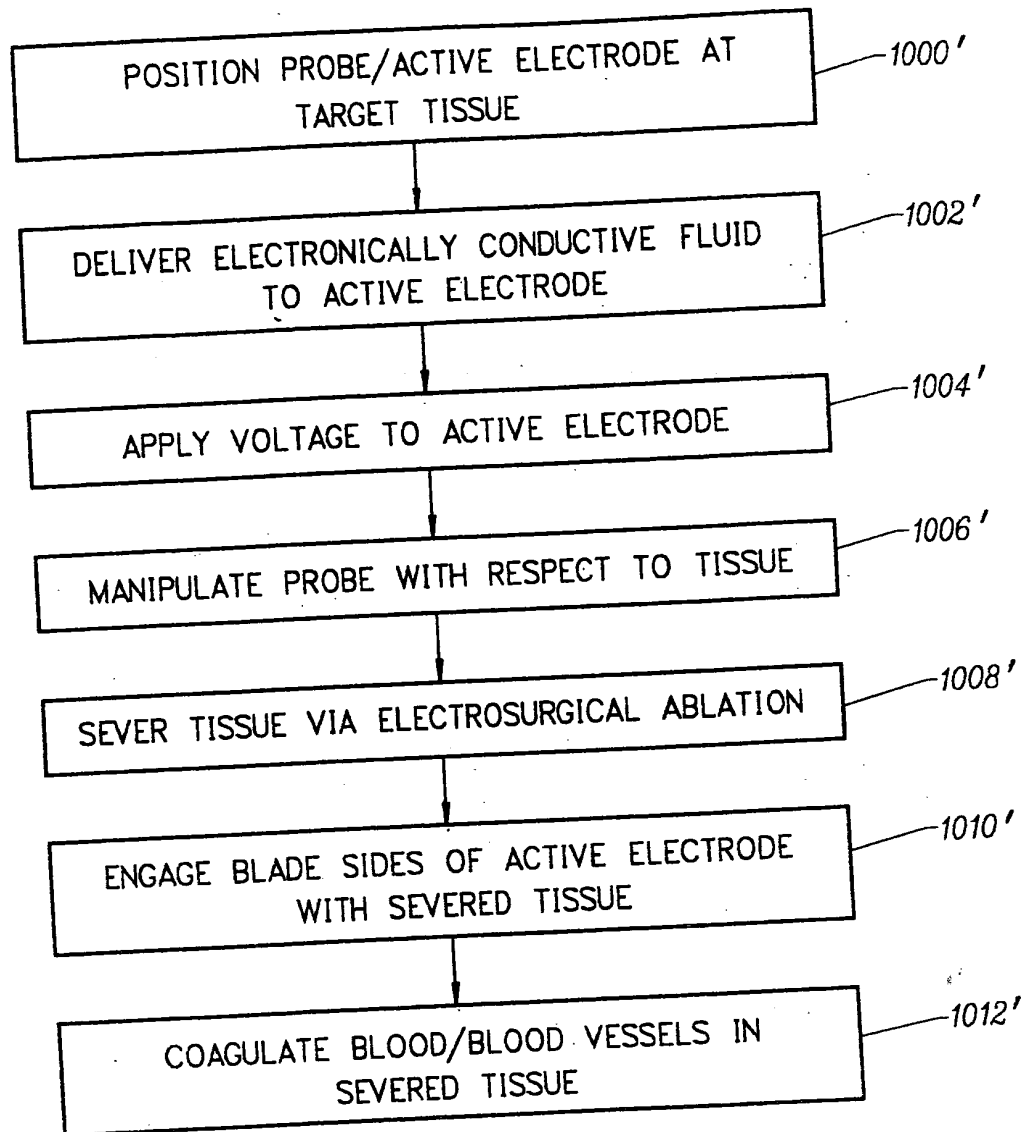 POSITION PROBE/ACTIVE ELECTRODE AT
TARGET TISSUE
1000'
DELIVER ELECTRONICALLY CONDUCTIVE FLUID
TO ACTIVE ELECTRODE
1002'
APPLY VOLTAGE TO ACTIVE ELECTRODE
1004'
MANIPULATE PROBE WITH RESPECT TO TISSUE
1006'
SEVER TISSUE VIA ELECTROSURGICAL ABLATION
1008'
ENGAGE BLADE SIDES OF ACTIVE ELECTRODE
WITH SEVERED TISSUE
1010'
COAGULATE BLOOD/BLOOD VESSELS IN
SEVERED TISSUE
1012'